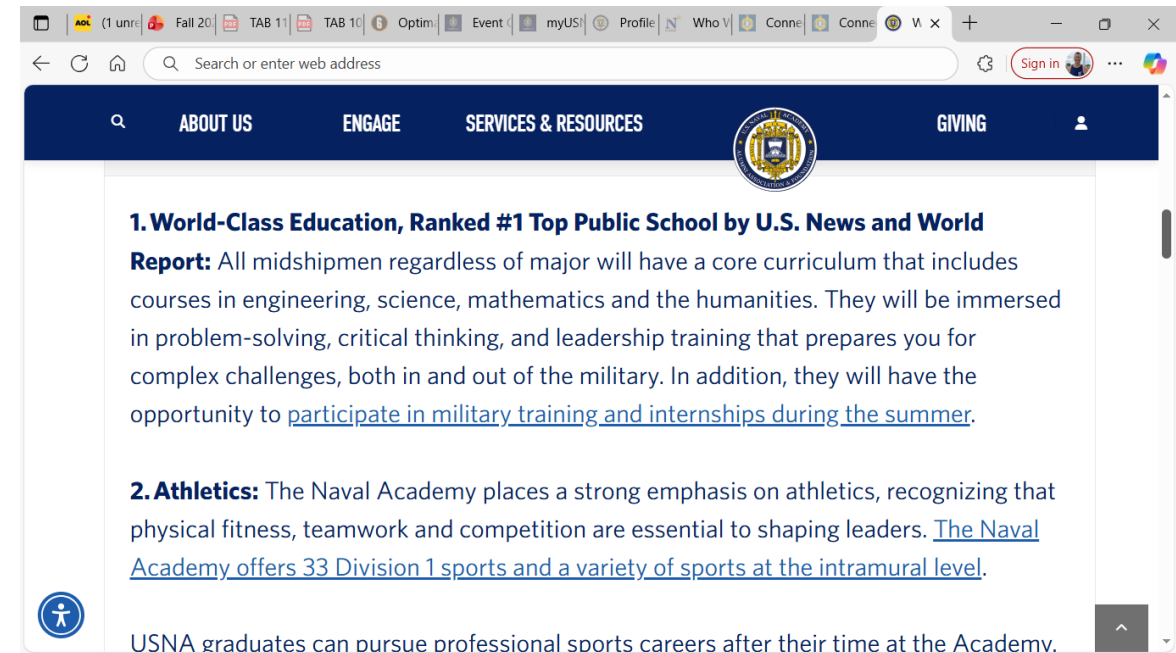 AOL (1 unre Fall 20 TAB 11 TAB 10 Optima Event myUS Profile Who V Conne Conne
Search or enter web address Sign in
ABOUT US ENGAGE SERVICES & RESOURCES GIVING
U.S. NAVAL ACADEMY ALUMNI ASSOCIATION & FOUNDATION
1. World-Class Education, Ranked #1 Top Public School by U.S. News and World
Report: All midshipmen regardless of major will have a core curriculum that includes
courses in engineering, science, mathematics and the humanities. They will be immersed
in problem-solving, critical thinking, and leadership training that prepares you for
complex challenges, both in and out of the military. In addition, they will have the
opportunity to participate in military training and internships during the summer.
2. Athletics: The Naval Academy places a strong emphasis on athletics, recognizing that
physical fitness, teamwork and competition are essential to shaping leaders. The Naval
Academy offers 33 Division 1 sports and a variety of sports at the intramural level.
USNA graduates can pursue professional sports careers after their time at the Academy.